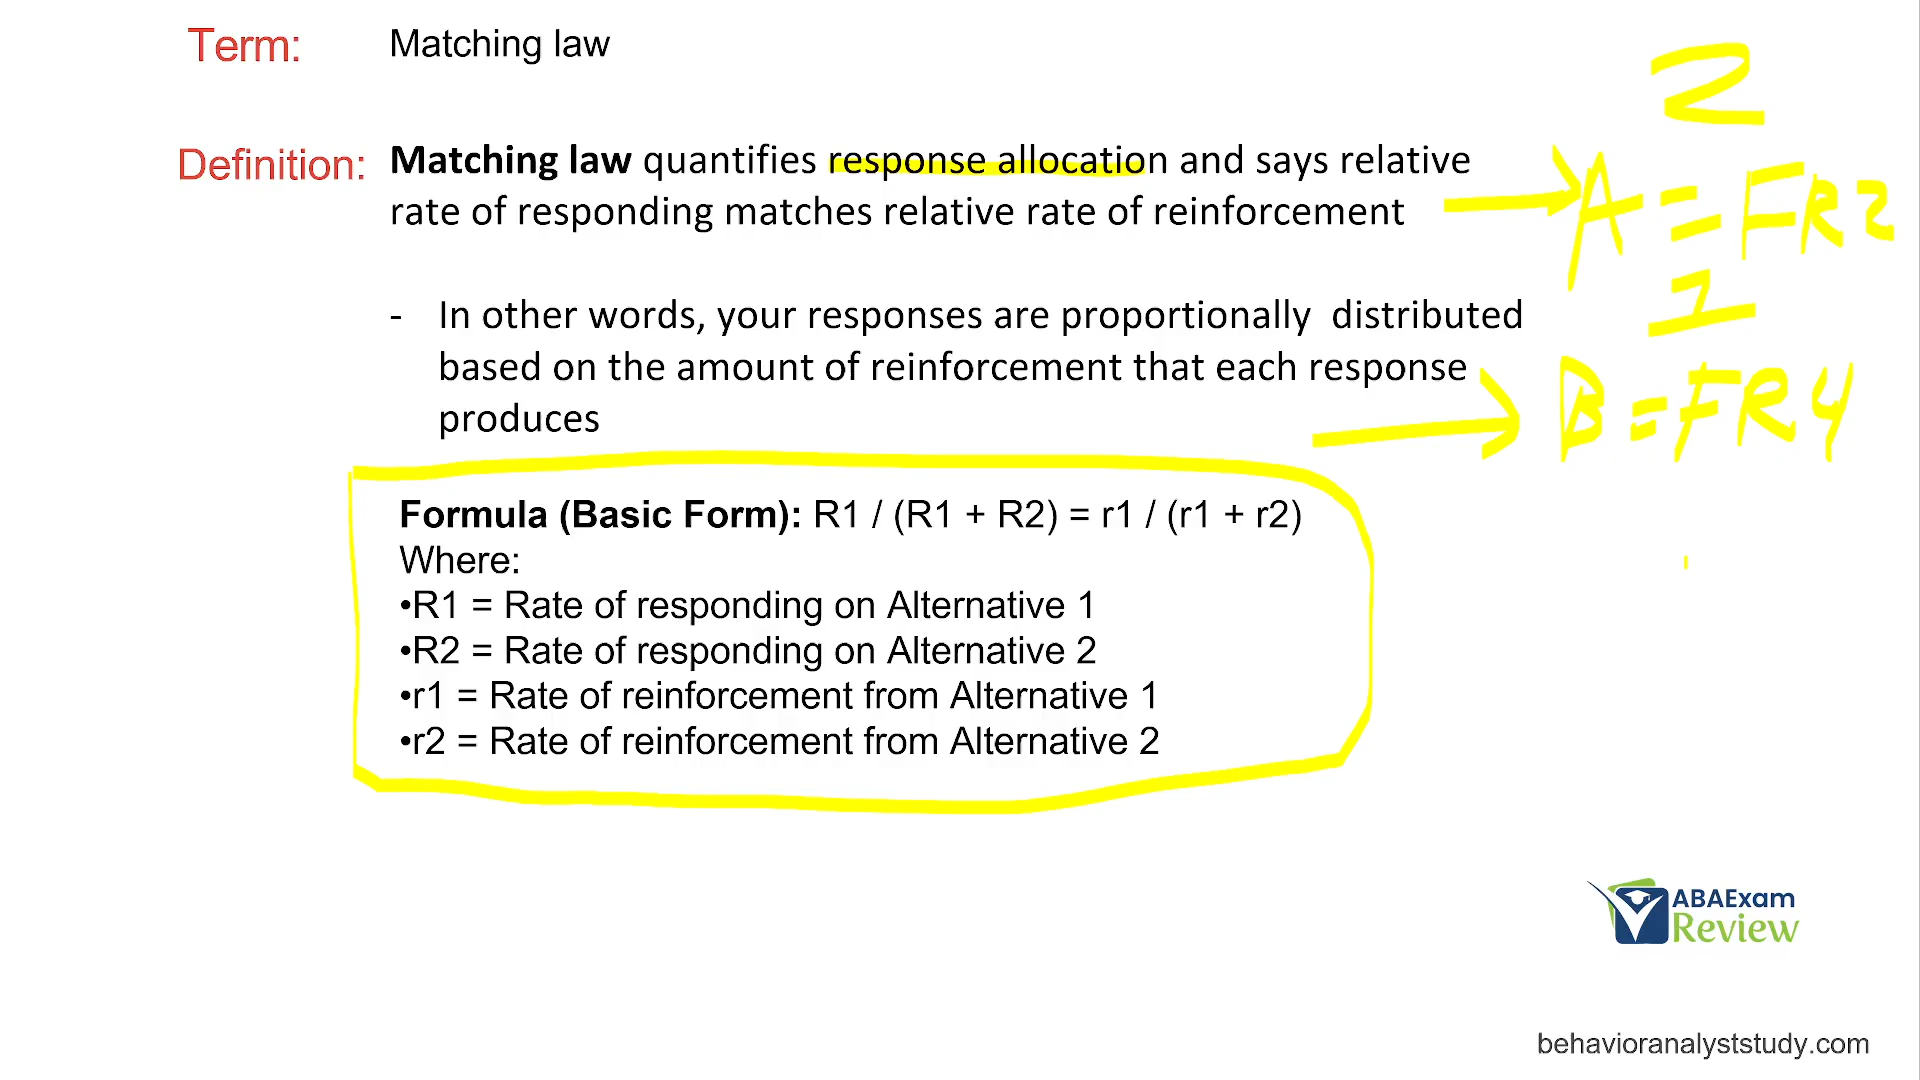 Term: Matching law
2
Definition: Matching law quantifies response allocation and says relative
rate of responding matches relative rate of reinforcement
A = FR2
1
- In other words, your responses are proportionally distributed
based on the amount of reinforcement that each response
produces
B = FR4
Formula (Basic Form): R1 / (R1 + R2) = r1 / (r1 + r2)
Where:
•R1 = Rate of responding on Alternative 1
•R2 = Rate of responding on Alternative 2
•r1 = Rate of reinforcement from Alternative 1
•r2 = Rate of reinforcement from Alternative 2
ABAExam
Review
behavioranalyststudy.com